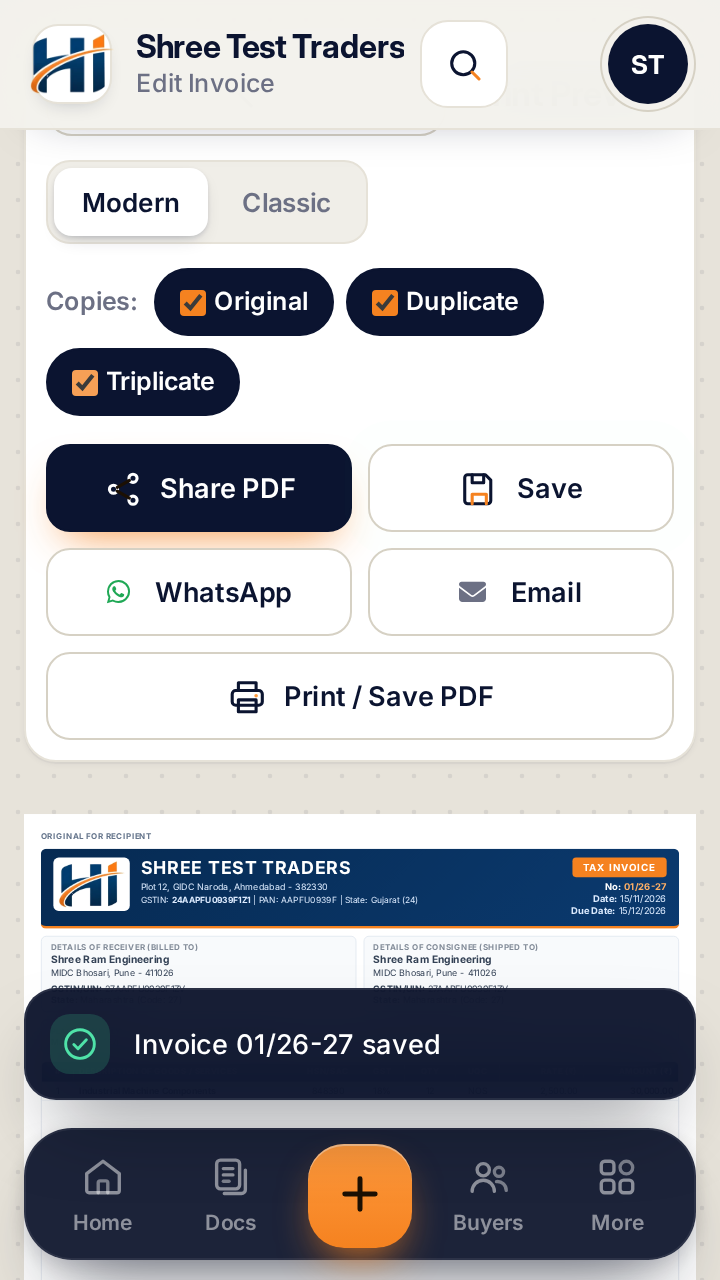 Shree Test Traders
Edit Invoice
ST
Modern
Classic
Copies:
Original
Duplicate
Triplicate
Share PDF
Save
WhatsApp
Email
Print / Save PDF
ORIGINAL FOR RECIPIENT
Hi
SHREE TEST TRADERS
TAX INVOICE
Plot 12, GIDC Naroda, Ahmedabad - 382330
GSTIN: 24AAPFU0939F1Z1 | PAN: AAPFU0939F | State: Gujarat (24)
No: 01/26-27
Date: 15/11/2026
Due Date: 15/12/2026
DETAILS OF RECEIVER (BILLED TO)
Shree Ram Engineering
MIDC Bhosari, Pune - 411026
DETAILS OF CONSIGNEE (SHIPPED TO)
Shree Ram Engineering
MIDC Bhosari, Pune - 411026
Invoice 01/26-27 saved
Home
Docs
Buyers
More